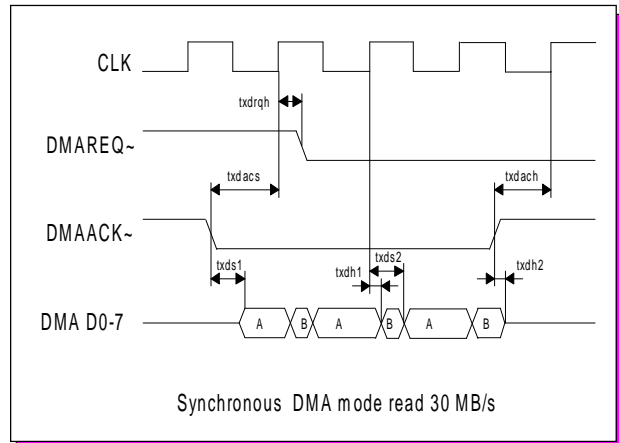 CLK
txdrqh
DMAREQ~
txdacs
txdach
DMAACK~
txds1
txdh1
txds2
txdh2
DMA D0-7
A B A B A B
Synchronous DMA mode read 30 MB/s